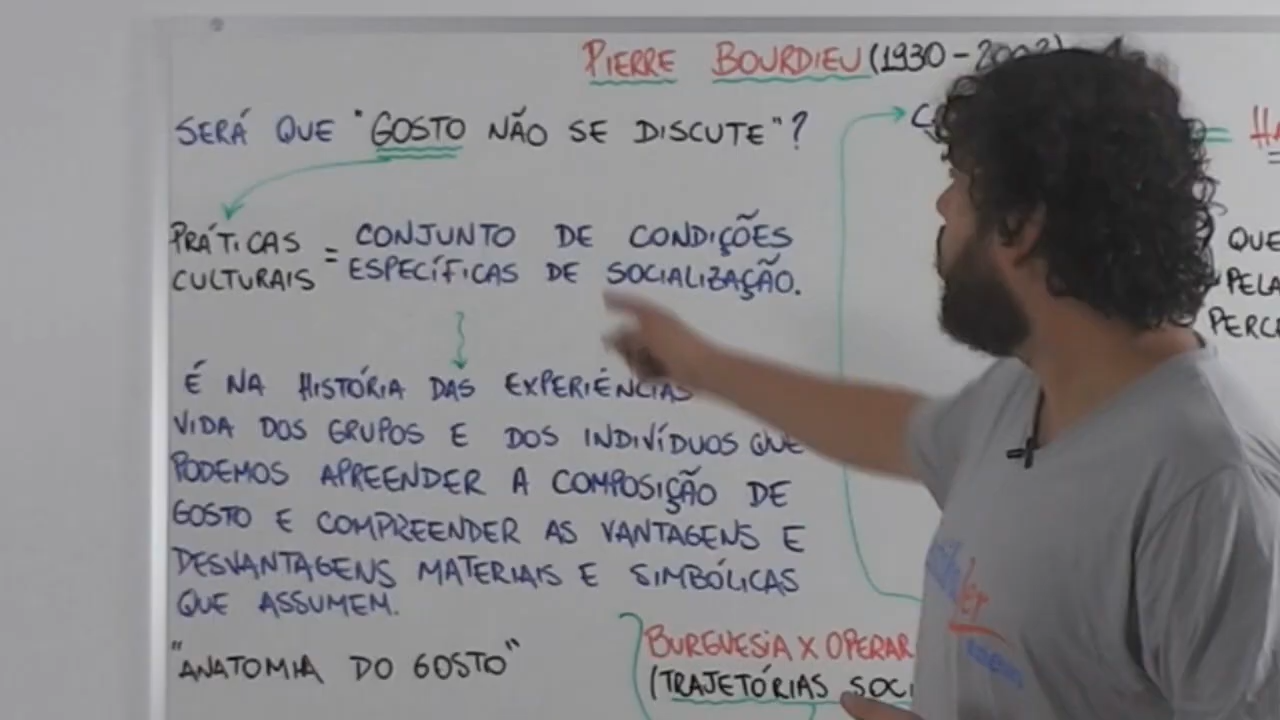 PIERRE BOURDIEU (1930-2002)
SERÁ QUE "GOSTO NÃO SE DISCUTE"?
PRÁTICAS CULTURAIS = CONJUNTO DE CONDIÇÕES
ESPECÍFICAS DE SOCIALIZAÇÃO.
É NA HISTÓRIA DAS EXPERIÊNCIAS
VIDA DOS GRUPOS E DOS INDIVÍDUOS QUE
PODEMOS APREENDER A COMPOSIÇÃO DE
GOSTO E COMPREENDER AS VANTAGENS E
DESVANTAGENS MATERIAIS E SIMBÓLICAS
QUE ASSUMEM.
"ANATOMIA DO GOSTO"
BURGUESIA X OPERAR
(TRAJETÓRIAS SOCI
QUE
PELA
PERC